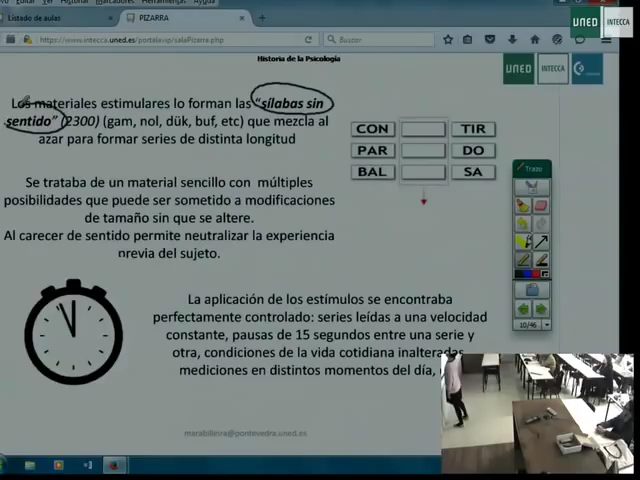 Listado de aulas
PIZARRA
Marcadores Herramientas Ayuda
https://www.intecca.uned.es/portalavip/salaPizarra.php
Buscar
UNED INTECCA
Historia de la Psicología
UNED INTECCA
Los materiales estimulares lo forman las "sílabas sin
sentido" (2300) (gam, nol, dük, buf, etc) que mezcla al
azar para formar series de distinta longitud
CON TIR
PAR DO
BAL SA
Trazo
Se trataba de un material sencillo con múltiples
posibilidades que puede ser sometido a modificaciones
de tamaño sin que se altere.
Al carecer de sentido permite neutralizar la experiencia
previa del sujeto.
La aplicación de los estímulos se encontraba
perfectamente controlado: series leídas a una velocidad
constante, pausas de 15 segundos entre una serie y
otra, condiciones de la vida cotidiana inalteradas,
mediciones en distintos momentos del día,
10/46